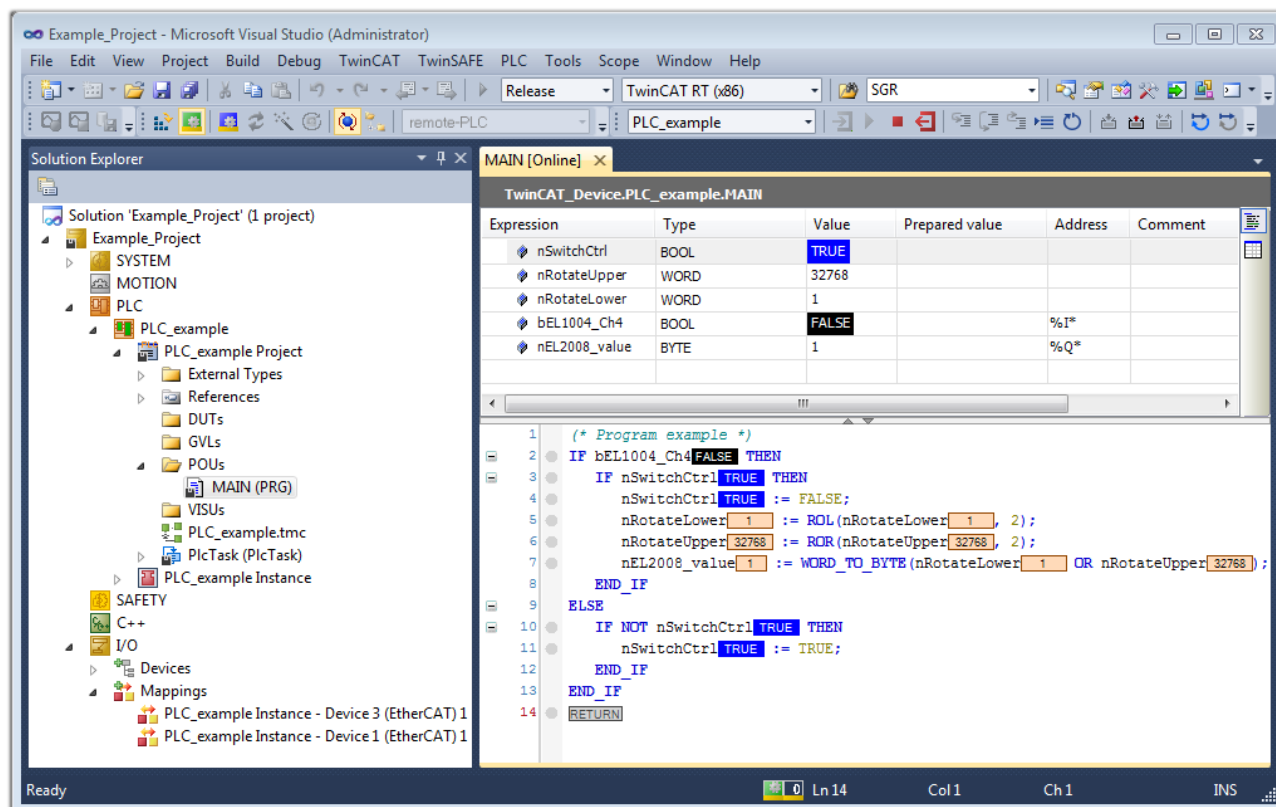 Example_Project - Microsoft Visual Studio (Administrator)
File Edit View Project Build Debug TwinCAT TwinSAFE PLC Tools Scope Window Help
Release TwinCAT RT (x86) SGR
remote-PLC PLC_example
Solution Explorer
Solution 'Example_Project' (1 project)
Example_Project
SYSTEM
MOTION
PLC
PLC_example
PLC_example Project
External Types
References
DUTs
GVLs
POUs
MAIN (PRG)
VISUs
PLC_example.tmc
PlcTask (PlcTask)
PLC_example Instance
SAFETY
C++
I/O
Devices
Mappings
PLC_example Instance - Device 3 (EtherCAT) 1
PLC_example Instance - Device 1 (EtherCAT) 1
MAIN [Online]
TwinCAT_Device.PLC_example.MAIN
Expression Type Value Prepared value Address Comment
nSwitchCtrl BOOL TRUE
nRotateUpper WORD 32768
nRotateLower WORD 1
bEL1004_Ch4 BOOL FALSE %I*
nEL2008_value BYTE 1 %Q*
1 (* Program example *)
2 IF bEL1004_Ch4 FALSE THEN
3 IF nSwitchCtrl TRUE THEN
4 nSwitchCtrl TRUE := FALSE;
5 nRotateLower 1 := ROL(nRotateLower 1 , 2);
6 nRotateUpper 32768 := ROR(nRotateUpper 32768 , 2);
7 nEL2008_value 1 := WORD_TO_BYTE(nRotateLower 1 OR nRotateUpper 32768 );
8 END_IF
9 ELSE
10 IF NOT nSwitchCtrl TRUE THEN
11 nSwitchCtrl TRUE := TRUE;
12 END_IF
13 END_IF
14 RETURN
Ready 0 Ln 14 Col 1 Ch 1 INS